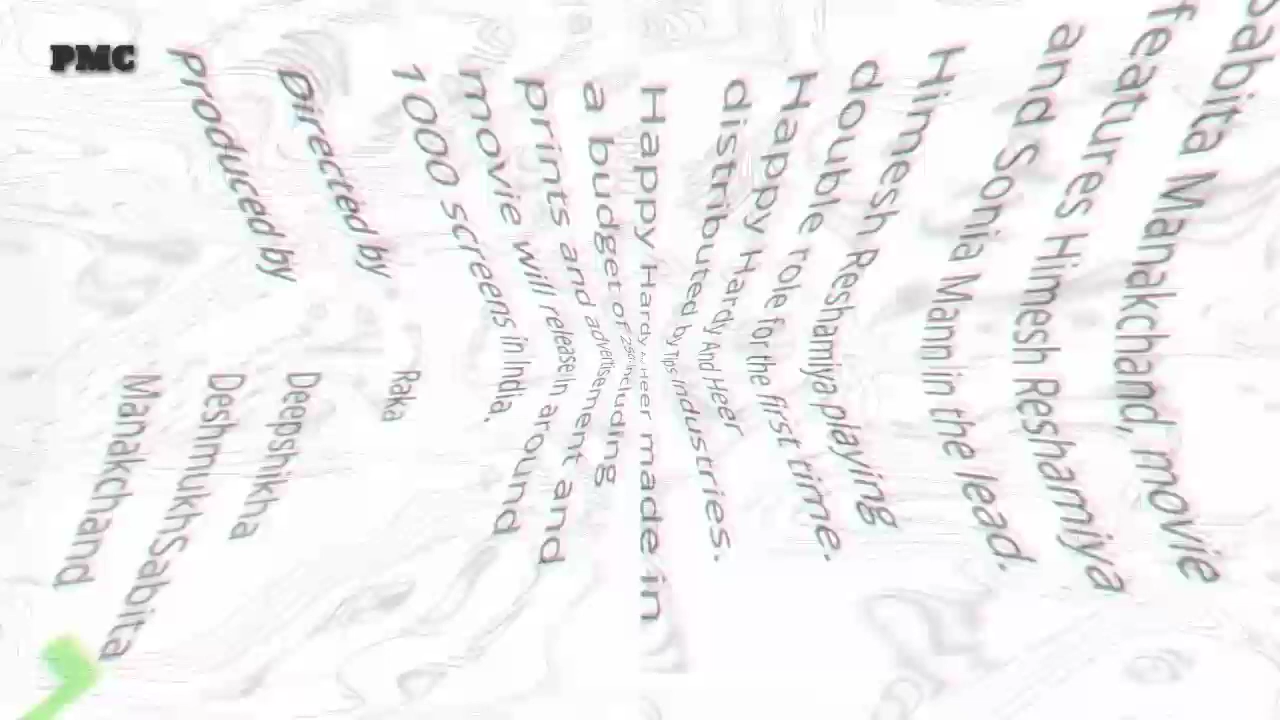 PMC
Sabita Manakchand, movie
features Himesh Reshamiya
and Sonia Mann in the lead.
Himesh Reshamiya playing
double role for the first time.
Happy Hardy And Heer
distributed by Tips Industries.
Happy Hardy And Heer made in
a budget of including
prints and advertisement and
movie will release in around
1000 screens in India.
Directed by Raka
Produced by Deepshikha
DeshmukhSabita
Manakchand